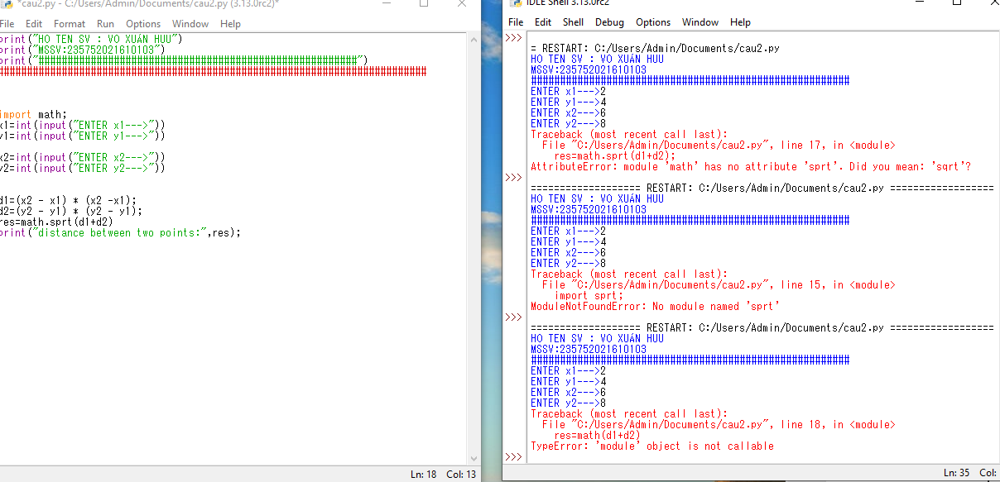 *cau2.py - C:/Users/Admin/Documents/cau2.py (3.13.0rc2)*
File Edit Format Run Options Window Help
print("HO TEN SV : VO XUÁN HUU")
print("MSSV:235752021610103")
print("#######################################################")
##########################################################################
import math;
x1=int(input("ENTER x1--->"))
y1=int(input("ENTER y1--->"))
x2=int(input("ENTER x2--->"))
y2=int(input("ENTER y2--->"))
d1=(x2 - x1) * (x2 -x1);
d2=(y2 - y1) * (y2 - y1);
res=math.sprt(d1+d2)
print("distance between two points:",res);
Ln: 18 Col: 13
IDLE Shell 3.13.0rc2
File Edit Shell Debug Options Window Help
>>>
= RESTART: C:/Users/Admin/Documents/cau2.py
HO TEN SV : VO XUÁN HUU
MSSV:235752021610103
#######################################################
ENTER x1--->2
ENTER y1--->4
ENTER x2--->6
ENTER y2--->8
Traceback (most recent call last):
File "C:/Users/Admin/Documents/cau2.py", line 17, in <module>
res=math.sprt(d1+d2);
AttributeError: module 'math' has no attribute 'sprt'. Did you mean: 'sqrt'?
>>>
=================== RESTART: C:/Users/Admin/Documents/cau2.py ==================
HO TEN SV : VO XUÁN HUU
MSSV:235752021610103
#######################################################
ENTER x1--->2
ENTER y1--->4
ENTER x2--->6
ENTER y2--->8
Traceback (most recent call last):
File "C:/Users/Admin/Documents/cau2.py", line 15, in <module>
import sprt;
ModuleNotFoundError: No module named 'sprt'
>>>
=================== RESTART: C:/Users/Admin/Documents/cau2.py ==================
HO TEN SV : VO XUÁN HUU
MSSV:235752021610103
#######################################################
ENTER x1--->2
ENTER y1--->4
ENTER x2--->6
ENTER y2--->8
Traceback (most recent call last):
File "C:/Users/Admin/Documents/cau2.py", line 18, in <module>
res=math(d1+d2)
TypeError: 'module' object is not callable
>>>
Ln: 35 Col: